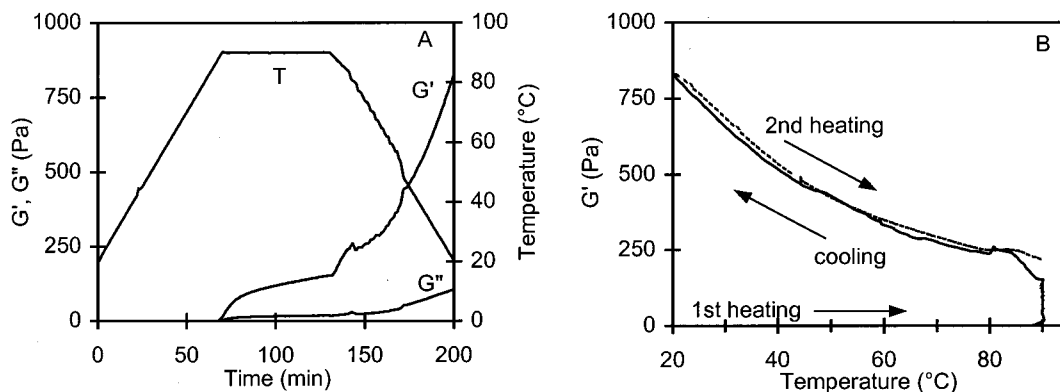 A
1000
750
500
250
0
G', G" (Pa)
T
G'
G"
100
80
60
40
20
0
Temperature (°C)
0
50
100
150
200
Time (min)
B
1000
750
500
250
0
G' (Pa)
2nd heating
cooling
1st heating
20
40
60
80
Temperature (°C)